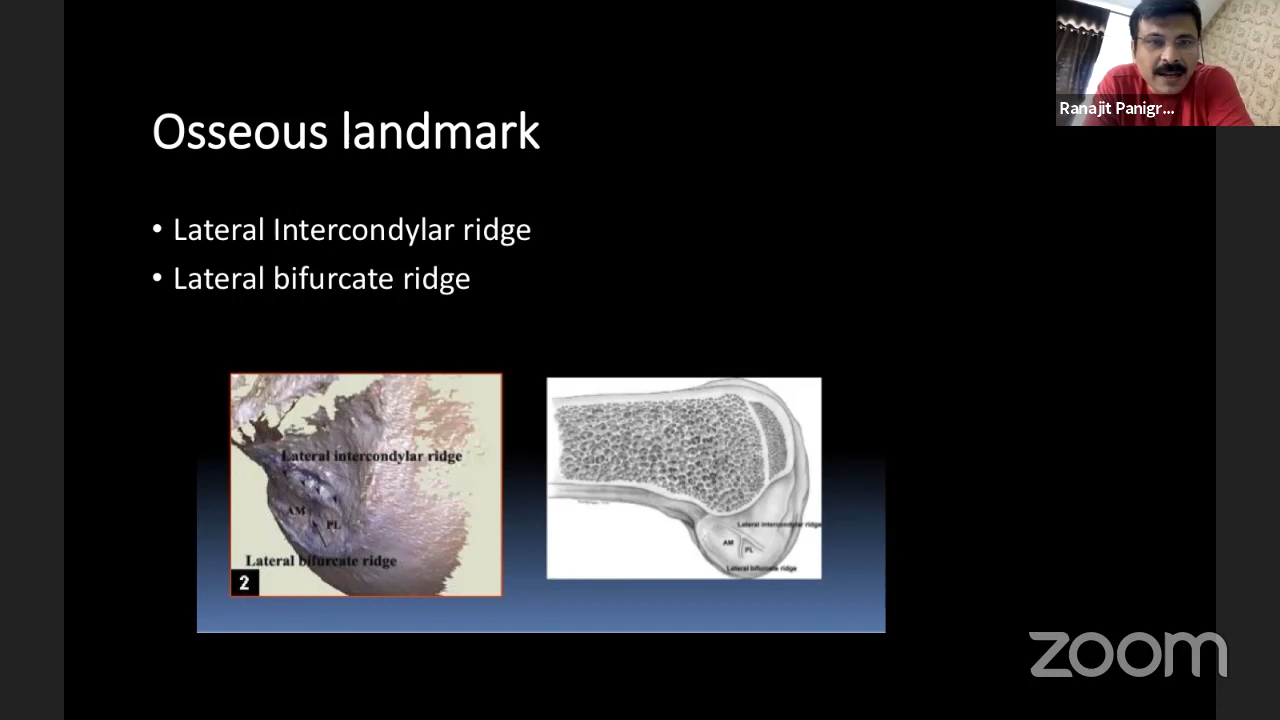 Ranajit Panigr...
Osseous landmark
• Lateral Intercondylar ridge
• Lateral bifurcate ridge
Lateral intercondylar ridge
AM
PL
Lateral bifurcate ridge
2
Lateral intercondylar ridge
AM
PL
Lateral bifurcate ridge
zoom